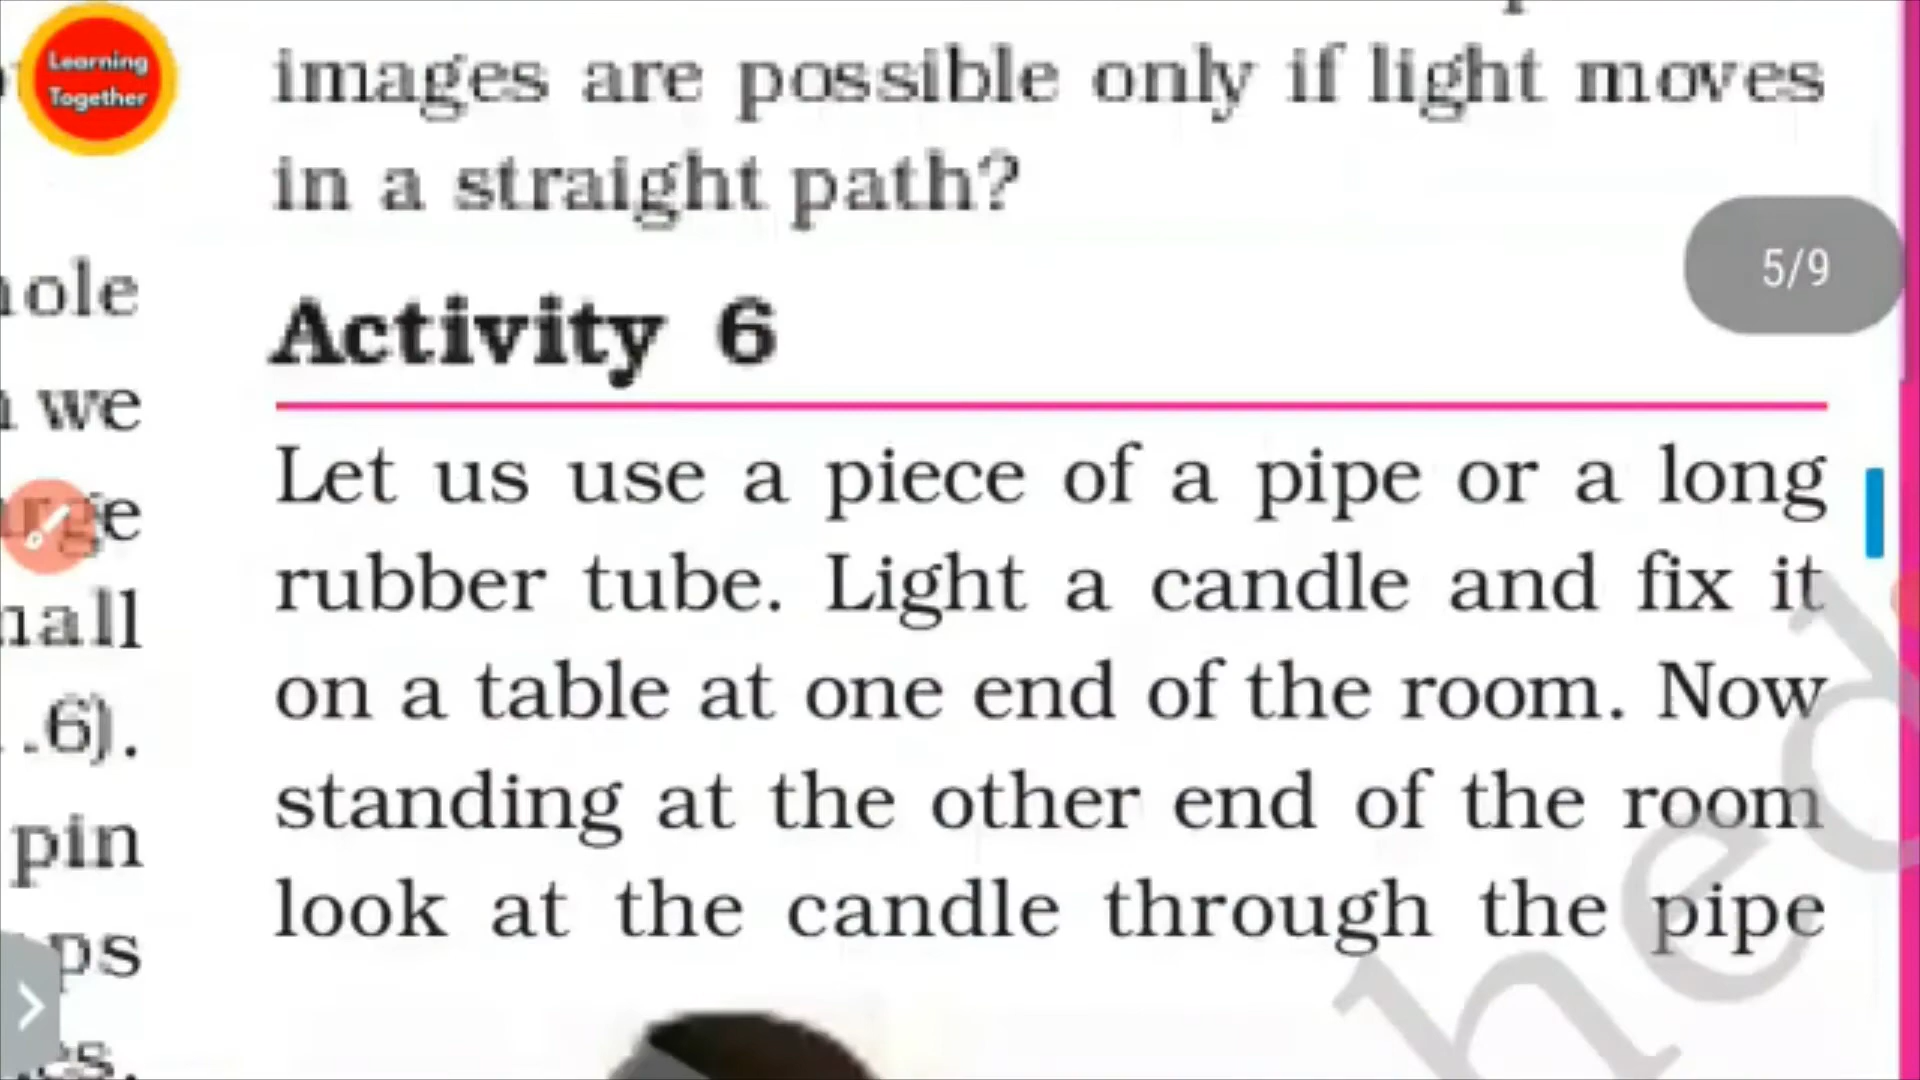 Learning
Together
images are possible only if light moves
in a straight path?
5/9
Activity 6
Let us use a piece of a pipe or a long
rubber tube. Light a candle and fix it
on a table at one end of the room. Now
standing at the other end of the room
look at the candle through the pipe
we
.6).
pin
hed